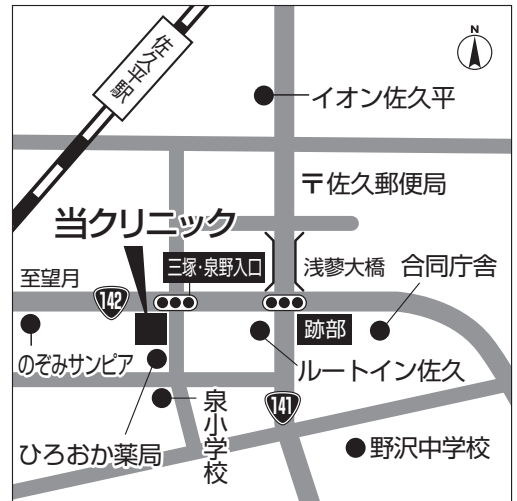 佐久平駅
N
イオン佐久平
〒佐久郵便局
当クリニック
三塚・泉野入口
浅蓼大橋
合同庁舎
至望月
142
跡部
のぞみサンピア
ルートイン佐久
泉小学校
141
ひろおか薬局
野沢中学校